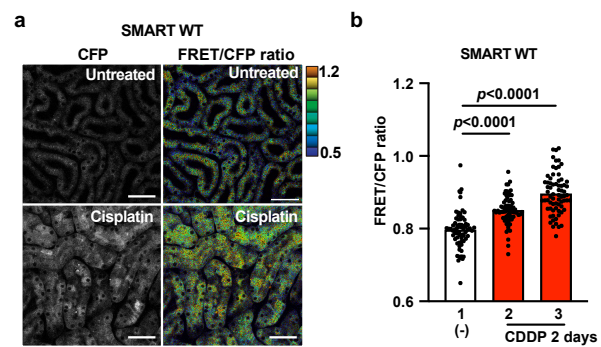 a
SMART WT
CFP
FRET/CFP ratio
Untreated
Untreated
1.2
0.5
Cisplatin
Cisplatin
b
SMART WT
p<0.0001
p<0.0001
FRET/CFP ratio
1.2
1.0
0.8
0.6
1 2 3
(-)
CDDP 2 days